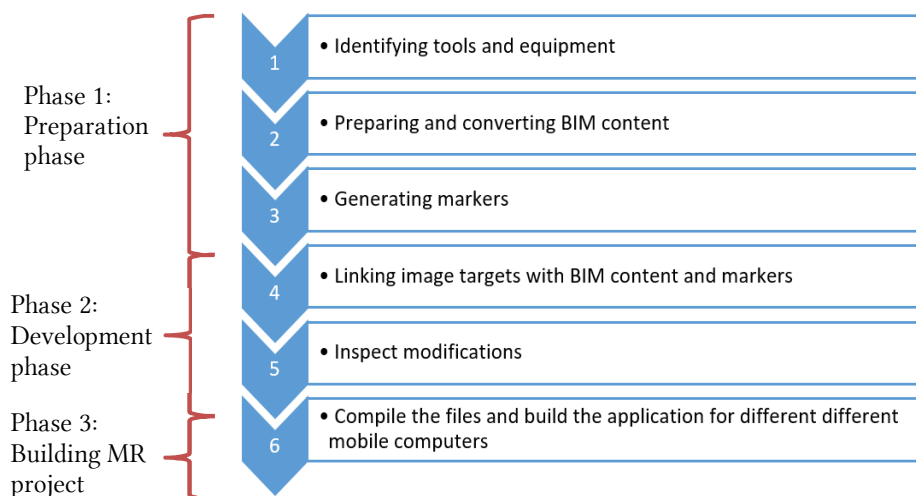 Phase 1:
Preparation
phase
1
• Identifying tools and equipment
2
• Preparing and converting BIM content
3
• Generating markers
Phase 2:
Development
phase
4
• Linking image targets with BIM content and markers
5
• Inspect modifications
Phase 3:
Building MR
project
6
• Compile the files and build the application for different different
mobile computers